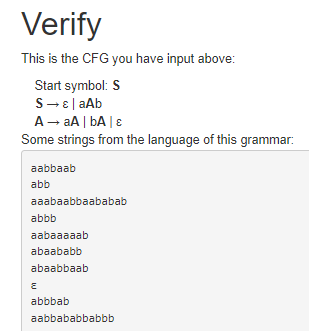 Verify
This is the CFG you have input above:
Start symbol: S
S → ε | aAb
A → aA | bA | ε
Some strings from the language of this grammar:
aabbaab
abb
aaabaabbaababab
abbb
aabaaaaab
abaababb
abaabbaab
ε
abbbab
aabbababbabbb